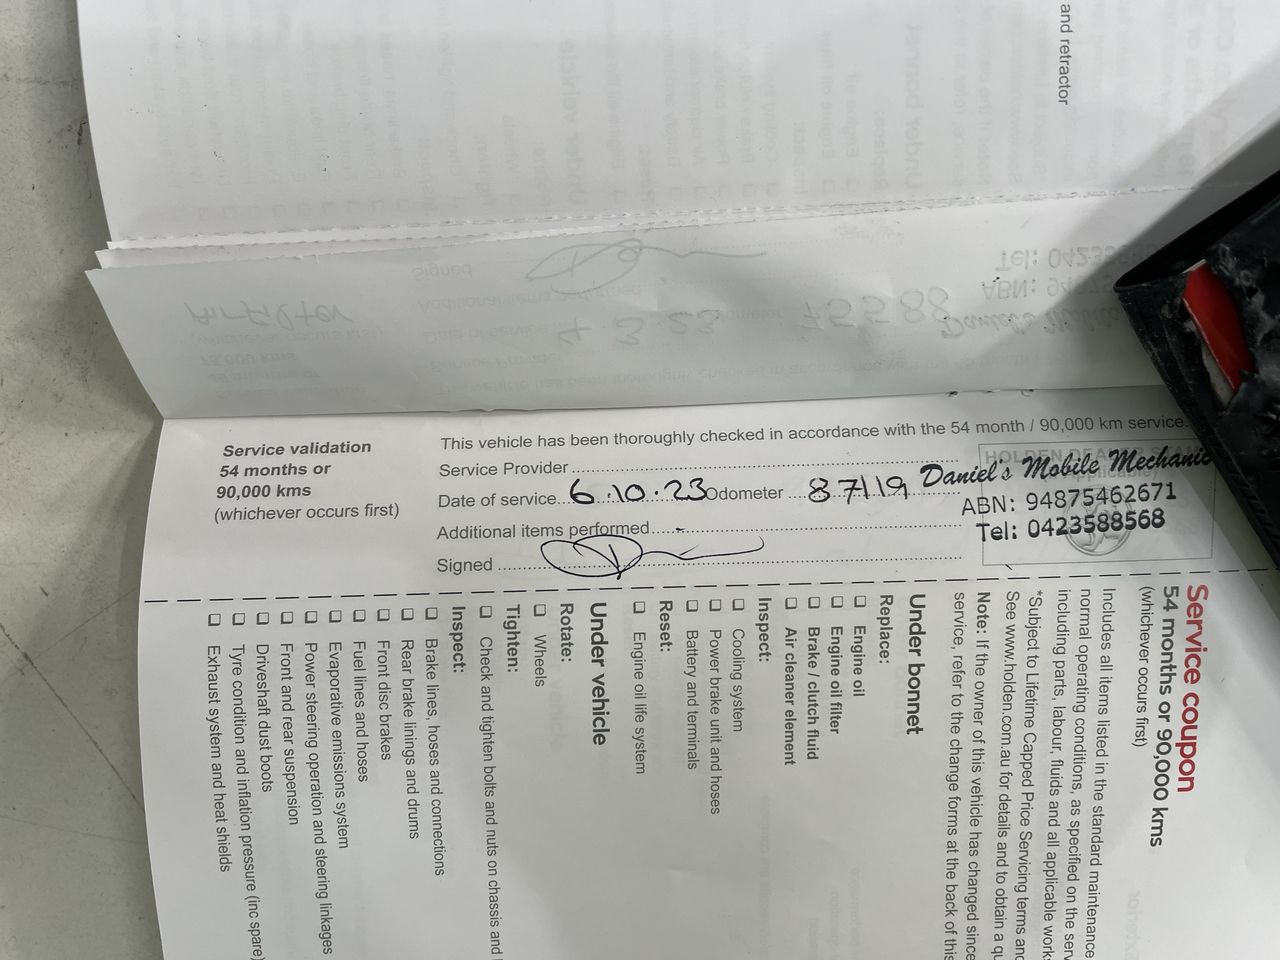 and retractor
Service validation
54 months or
90,000 kms
(whichever occurs first)
This vehicle has been thoroughly checked in accordance with the 54 month / 90,000 km service.
Service Provider
Date of service 6.10.23 Odometer 87119
Additional items performed -
Signed
Daniel's Mobile Mechanic
ABN: 94875462671
Tel: 0423588568
Service coupon
54 months or 90,000 kms
(whichever occurs first)
Includes all items listed in the standard maintenance
normal operating conditions, as specified on the serv
including parts, labour, fluids and all applicable work
*Subject to Lifetime Capped Price Servicing terms and
See www.holden.com.au for details and to obtain a qu
Note: If the owner of this vehicle has changed since
service, refer to the change forms at the back of this
Under bonnet
Replace:
Engine oil
Engine oil filter
Brake / clutch fluid
Air cleaner element
Inspect:
Cooling system
Power brake unit and hoses
Battery and terminals
Reset:
Engine oil life system
Under vehicle
Rotate:
Wheels
Tighten:
Check and tighten bolts and nuts on chassis and
Inspect:
Brake lines, hoses and connections
Rear brake linings and drums
Front disc brakes
Fuel lines and hoses
Evaporative emissions system
Power steering operation and steering linkages
Front and rear suspension
Driveshaft dust boots
Tyre condition and inflation pressure (inc spare)
Exhaust system and heat shields